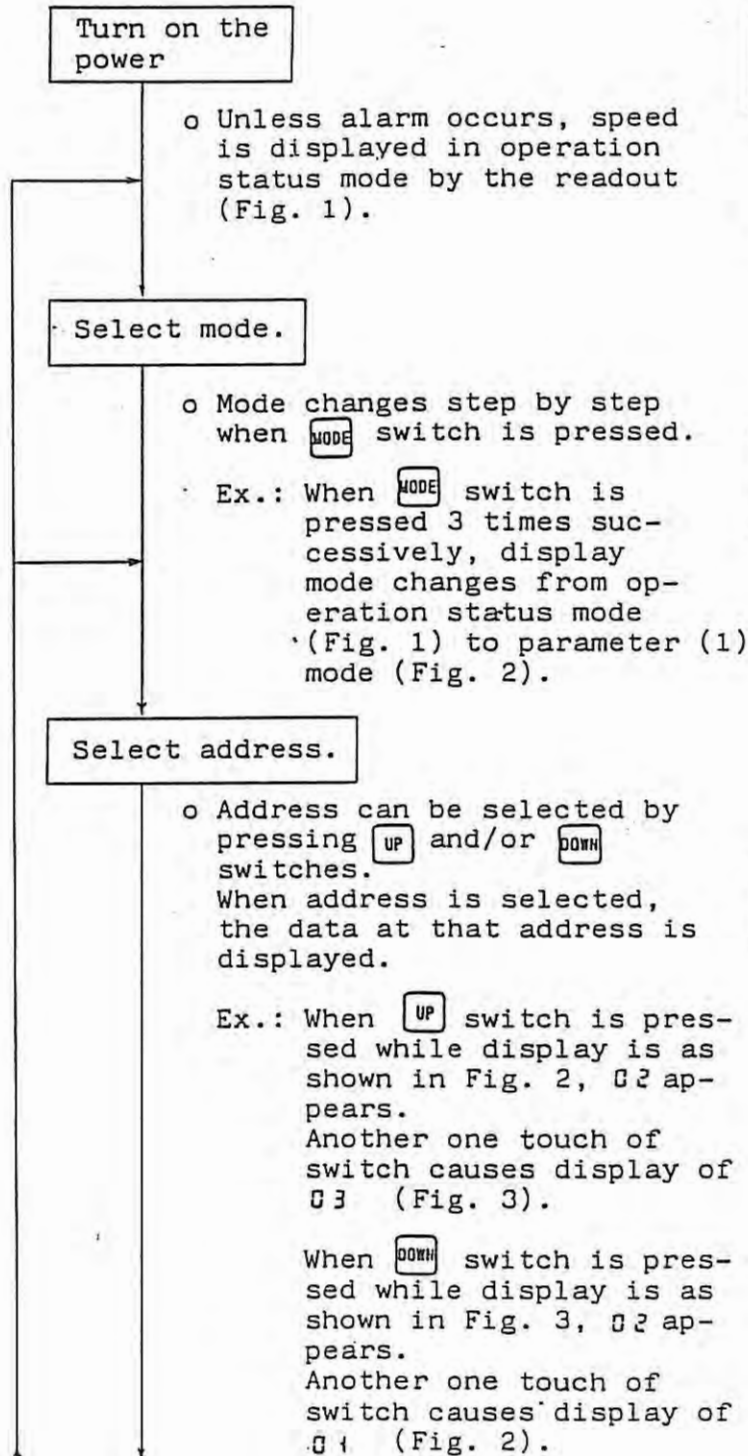 Turn on the
power
o Unless alarm occurs, speed
is displayed in operation
status mode by the readout
(Fig. 1).
Select mode.
o Mode changes step by step
when MODE switch is pressed.
Ex.: When MODE switch is
pressed 3 times suc-
cessively, display
mode changes from op-
eration status mode
(Fig. 1) to parameter (1)
mode (Fig. 2).
Select address.
o Address can be selected by
pressing UP and/or DOWN
switches.
When address is selected,
the data at that address is
displayed.
Ex.: When UP switch is pres-
sed while display is as
shown in Fig. 2, 02 ap-
pears.
Another one touch of
switch causes display of
03 (Fig. 3).
When DOWN switch is pres-
sed while display is as
shown in Fig. 3, 02 ap-
pears.
Another one touch of
switch causes display of
01 (Fig. 2).